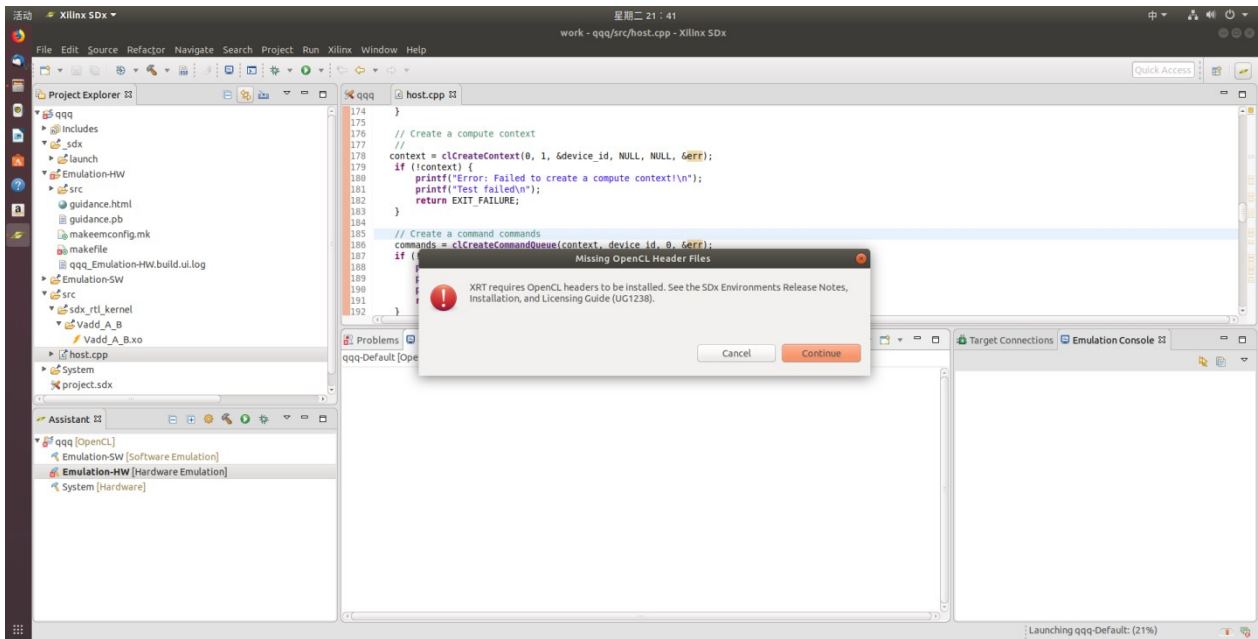 活动 Xilinx SDx 星期二 21：41 中
work - qqq/src/host.cpp - Xilinx SDx
File Edit Source Refactor Navigate Search Project Run Xilinx Window Help
Quick Access
Project Explorer
qqq
Includes
_sdx
launch
Emulation-HW
src
guidance.html
guidance.pb
makeemconfig.mk
makefile
qqq_Emulation-HW.build.ui.log
Emulation-SW
src
sdx_rtl_kernel
Vadd_A_B
Vadd_A_B.xo
host.cpp
System
project.sdx
Assistant
qqq [OpenCL]
Emulation-SW [Software Emulation]
Emulation-HW [Hardware Emulation]
System [Hardware]
qqq host.cpp
174 }
175
176 // Create a compute context
177 //
178 context = clCreateContext(0, 1, &device_id, NULL, NULL, &err);
179 if (!context) {
180 printf("Error: Failed to create a compute context!\n");
181 printf("Test failed\n");
182 return EXIT_FAILURE;
183 }
184
185 // Create a command commands
186 commands = clCreateCommandQueue(context, device_id, 0, &err);
187 if (
188
189
190
191
192 }
Missing OpenCL Header Files
XRT requires OpenCL headers to be installed. See the SDx Environments Release Notes,
Installation, and Licensing Guide (UG1238).
Cancel Continue
Problems
qqq-Default [Ope
Target Connections Emulation Console
Launching qqq-Default: (21%)